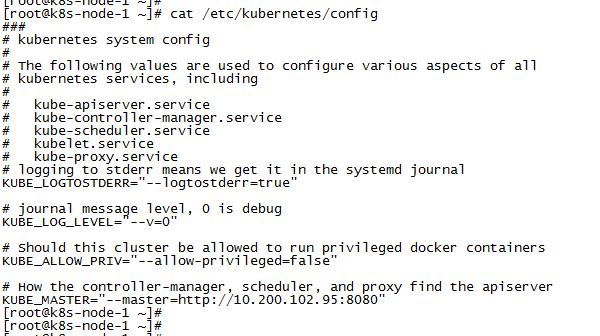 [root@k8s-node-1 ~]#
[root@k8s-node-1 ~]# cat /etc/kubernetes/config
###
# kubernetes system config
#
# The following values are used to configure various aspects of all
# kubernetes services, including
#
#   kube-apiserver.service
#   kube-controller-manager.service
#   kube-scheduler.service
#   kubelet.service
#   kube-proxy.service
# logging to stderr means we get it in the systemd journal
KUBE_LOGTOSTDERR="--logtostderr=true"

# journal message level, 0 is debug
KUBE_LOG_LEVEL="--v=0"

# Should this cluster be allowed to run privileged docker containers
KUBE_ALLOW_PRIV="--allow-privileged=false"

# How the controller-manager, scheduler, and proxy find the apiserver
KUBE_MASTER="--master=http://10.200.102.95:8080"
[root@k8s-node-1 ~]#
[root@k8s-node-1 ~]#